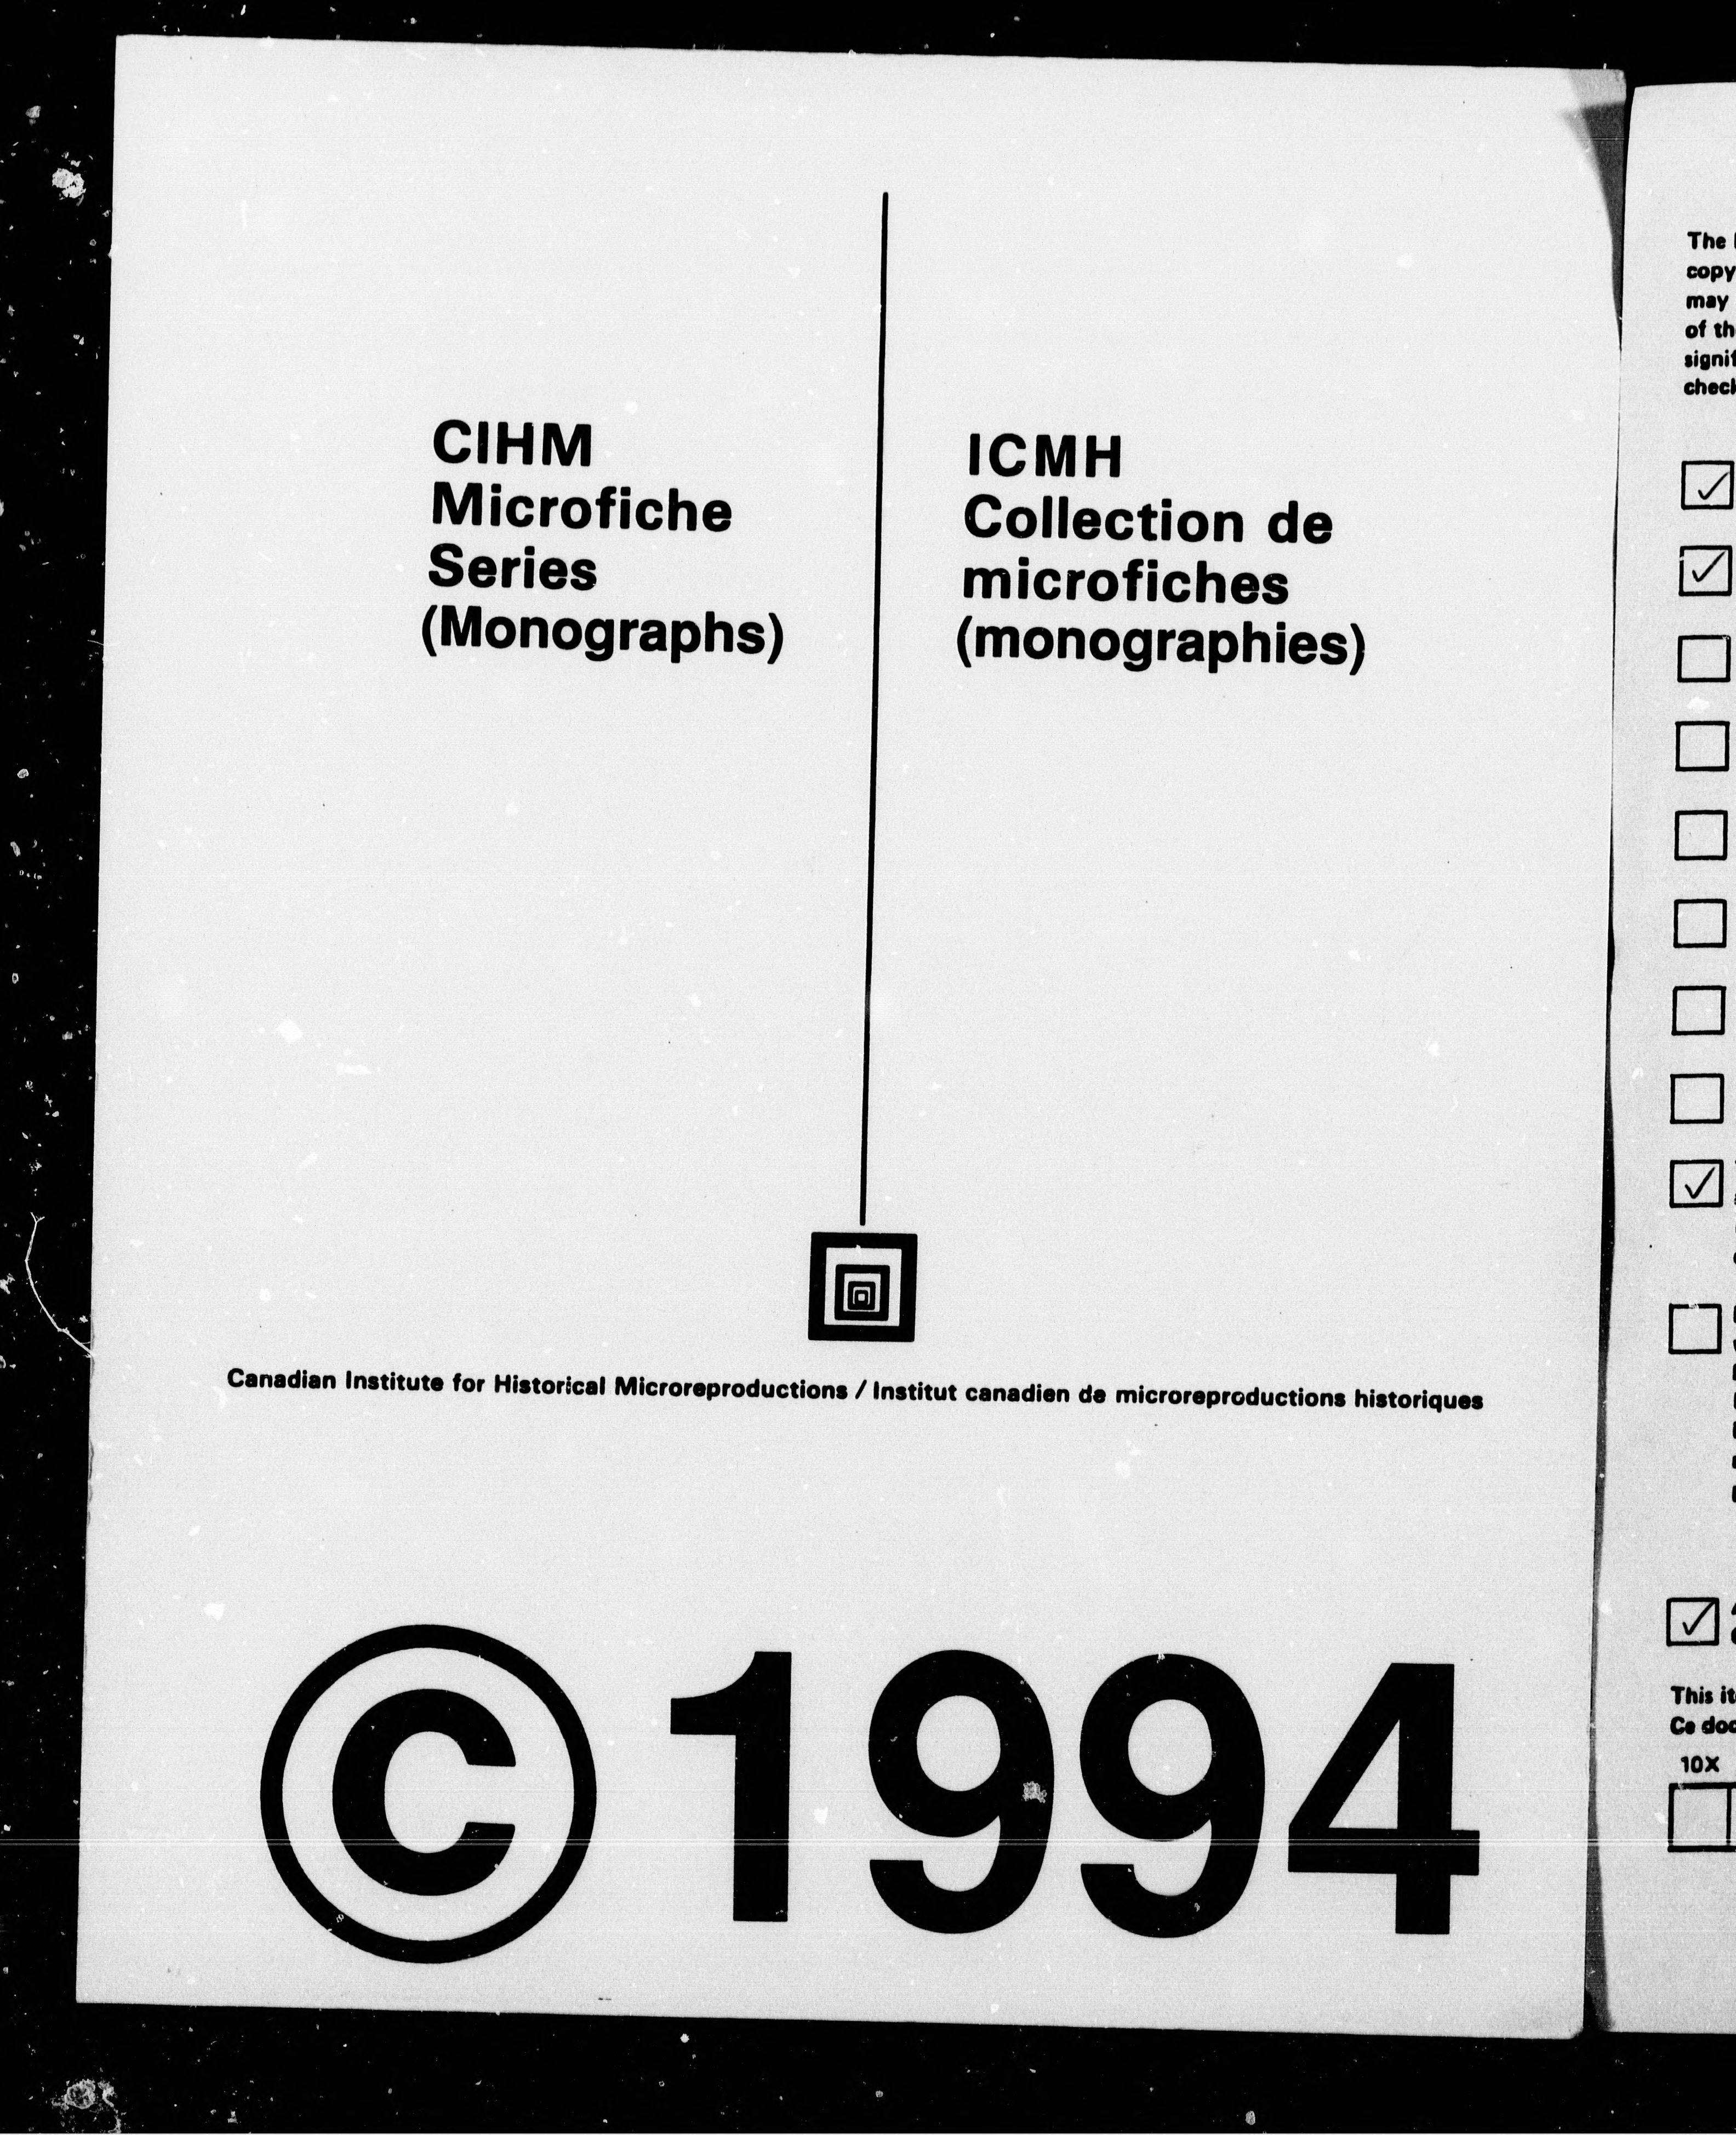 CIHM
Microfiche
Series
(Monographs)
ICMH
Collection de
microfiches
(monographies)
Canadian Institute for Historical Microreproductions / Institut canadien de microreproductions historiques
©1994
The
copy
may
of th
signif
check
This it
Ce doc
10X